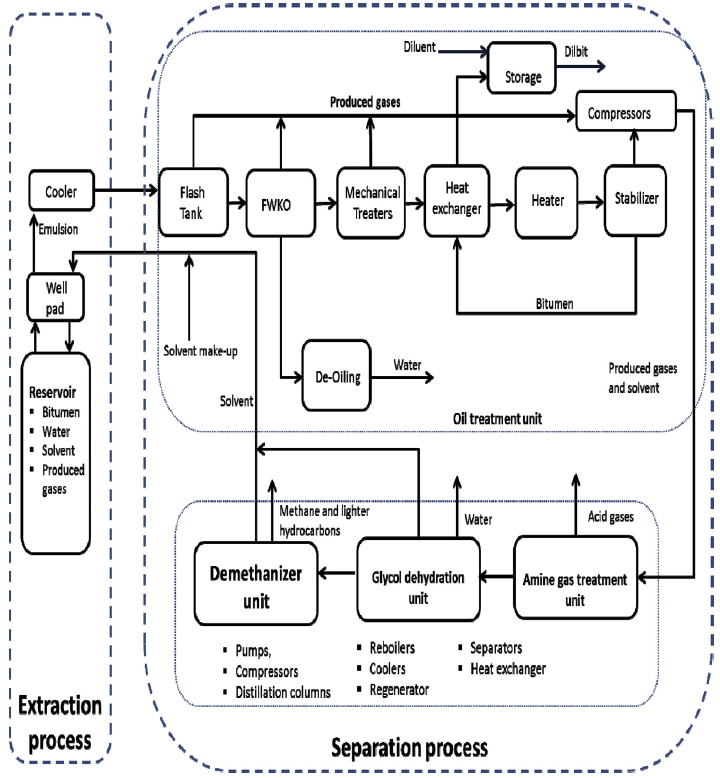 Diluent
Dilbit
Storage
Produced gases
Compressors
Cooler
Flash
Tank
FWKO
Mechanical
Treaters
Heat
exchanger
Heater
Stabilizer
Emulsion
Well
pad
Bitumen
Solvent make-up
De-Oiling
Water
Produced gases
and solvent
Reservoir
▪ Bitumen
▪ Water
▪ Solvent
▪ Produced
gases
Solvent
Oil treatment unit
Methane and lighter
hydrocarbons
Water
Acid gases
Demethanizer
unit
Glycol dehydration
unit
Amine gas treatment
unit
▪ Pumps,
▪ Compressors
▪ Distillation columns
▪ Reboilers
▪ Coolers
▪ Regenerator
▪ Separators
▪ Heat exchanger
Extraction
process
Separation process